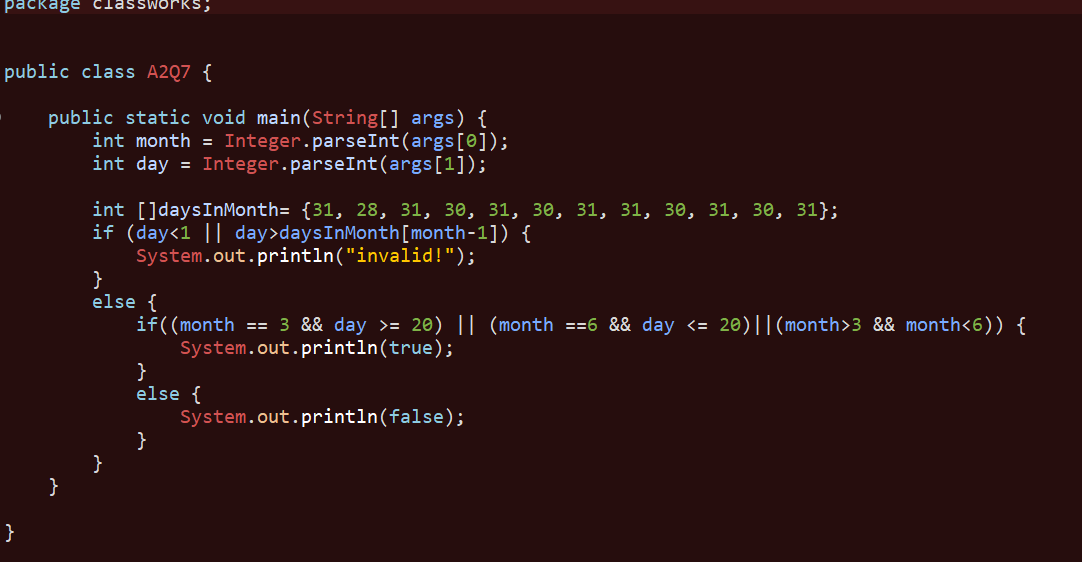 package classworks;
public class A2Q7 {
public static void main(String[] args) {
int month = Integer.parseInt(args[0]);
int day = Integer.parseInt(args[1]);
int []daysInMonth= {31, 28, 31, 30, 31, 30, 31, 31, 30, 31, 30, 31};
if (day<1 || day>daysInMonth[month-1]) {
System.out.println("invalid!");
}
else {
if((month == 3 && day >= 20) || (month ==6 && day <= 20)||(month>3 && month<6)) {
System.out.println(true);
}
else {
System.out.println(false);
}
}
}
}